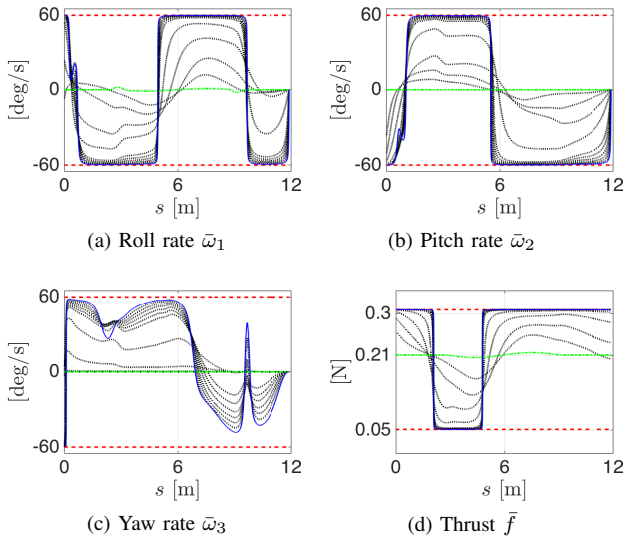 60
0
-60
[deg/s]
0 6 12
s [m]
(a) Roll rate ω̄₁
60
0
-60
[deg/s]
0 6 12
s [m]
(b) Pitch rate ω̄₂
60
0
-60
[deg/s]
0 6 12
s [m]
(c) Yaw rate ω̄₃
0.3
0.21
0.05
[N]
0 6 12
s [m]
(d) Thrust f̄